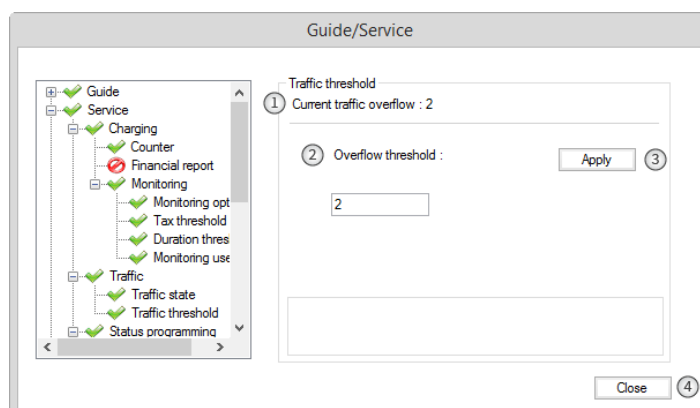 Guide/Service
Guide
Service
Charging
Counter
Financial report
Monitoring
Monitoring opt
Tax threshold
Duration thres
Monitoring use
Traffic
Traffic state
Traffic threshold
Status programming
Traffic threshold
1 Current traffic overflow : 2
2 Overflow threshold :
Apply 3
2
Close 4